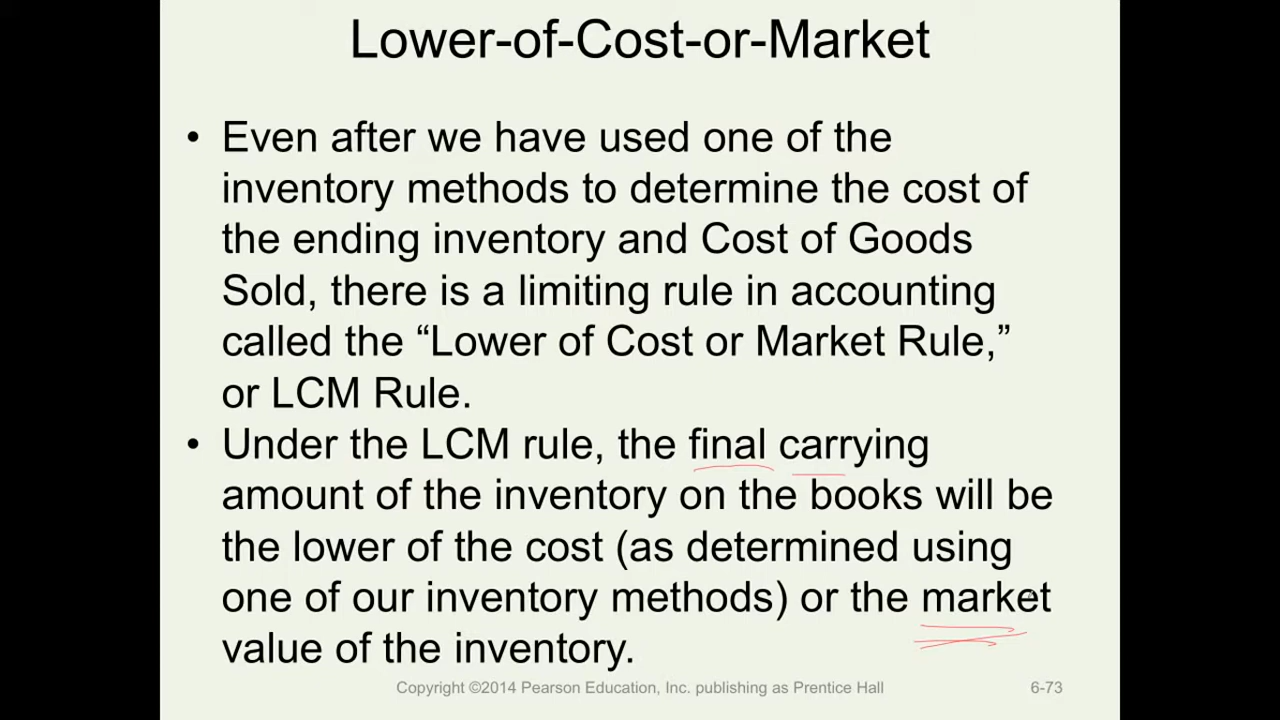 Lower-of-Cost-or-Market
• Even after we have used one of the
inventory methods to determine the cost of
the ending inventory and Cost of Goods
Sold, there is a limiting rule in accounting
called the “Lower of Cost or Market Rule,”
or LCM Rule.
• Under the LCM rule, the final carrying
amount of the inventory on the books will be
the lower of the cost (as determined using
one of our inventory methods) or the market
value of the inventory.
Copyright ©2014 Pearson Education, Inc. publishing as Prentice Hall 6-73